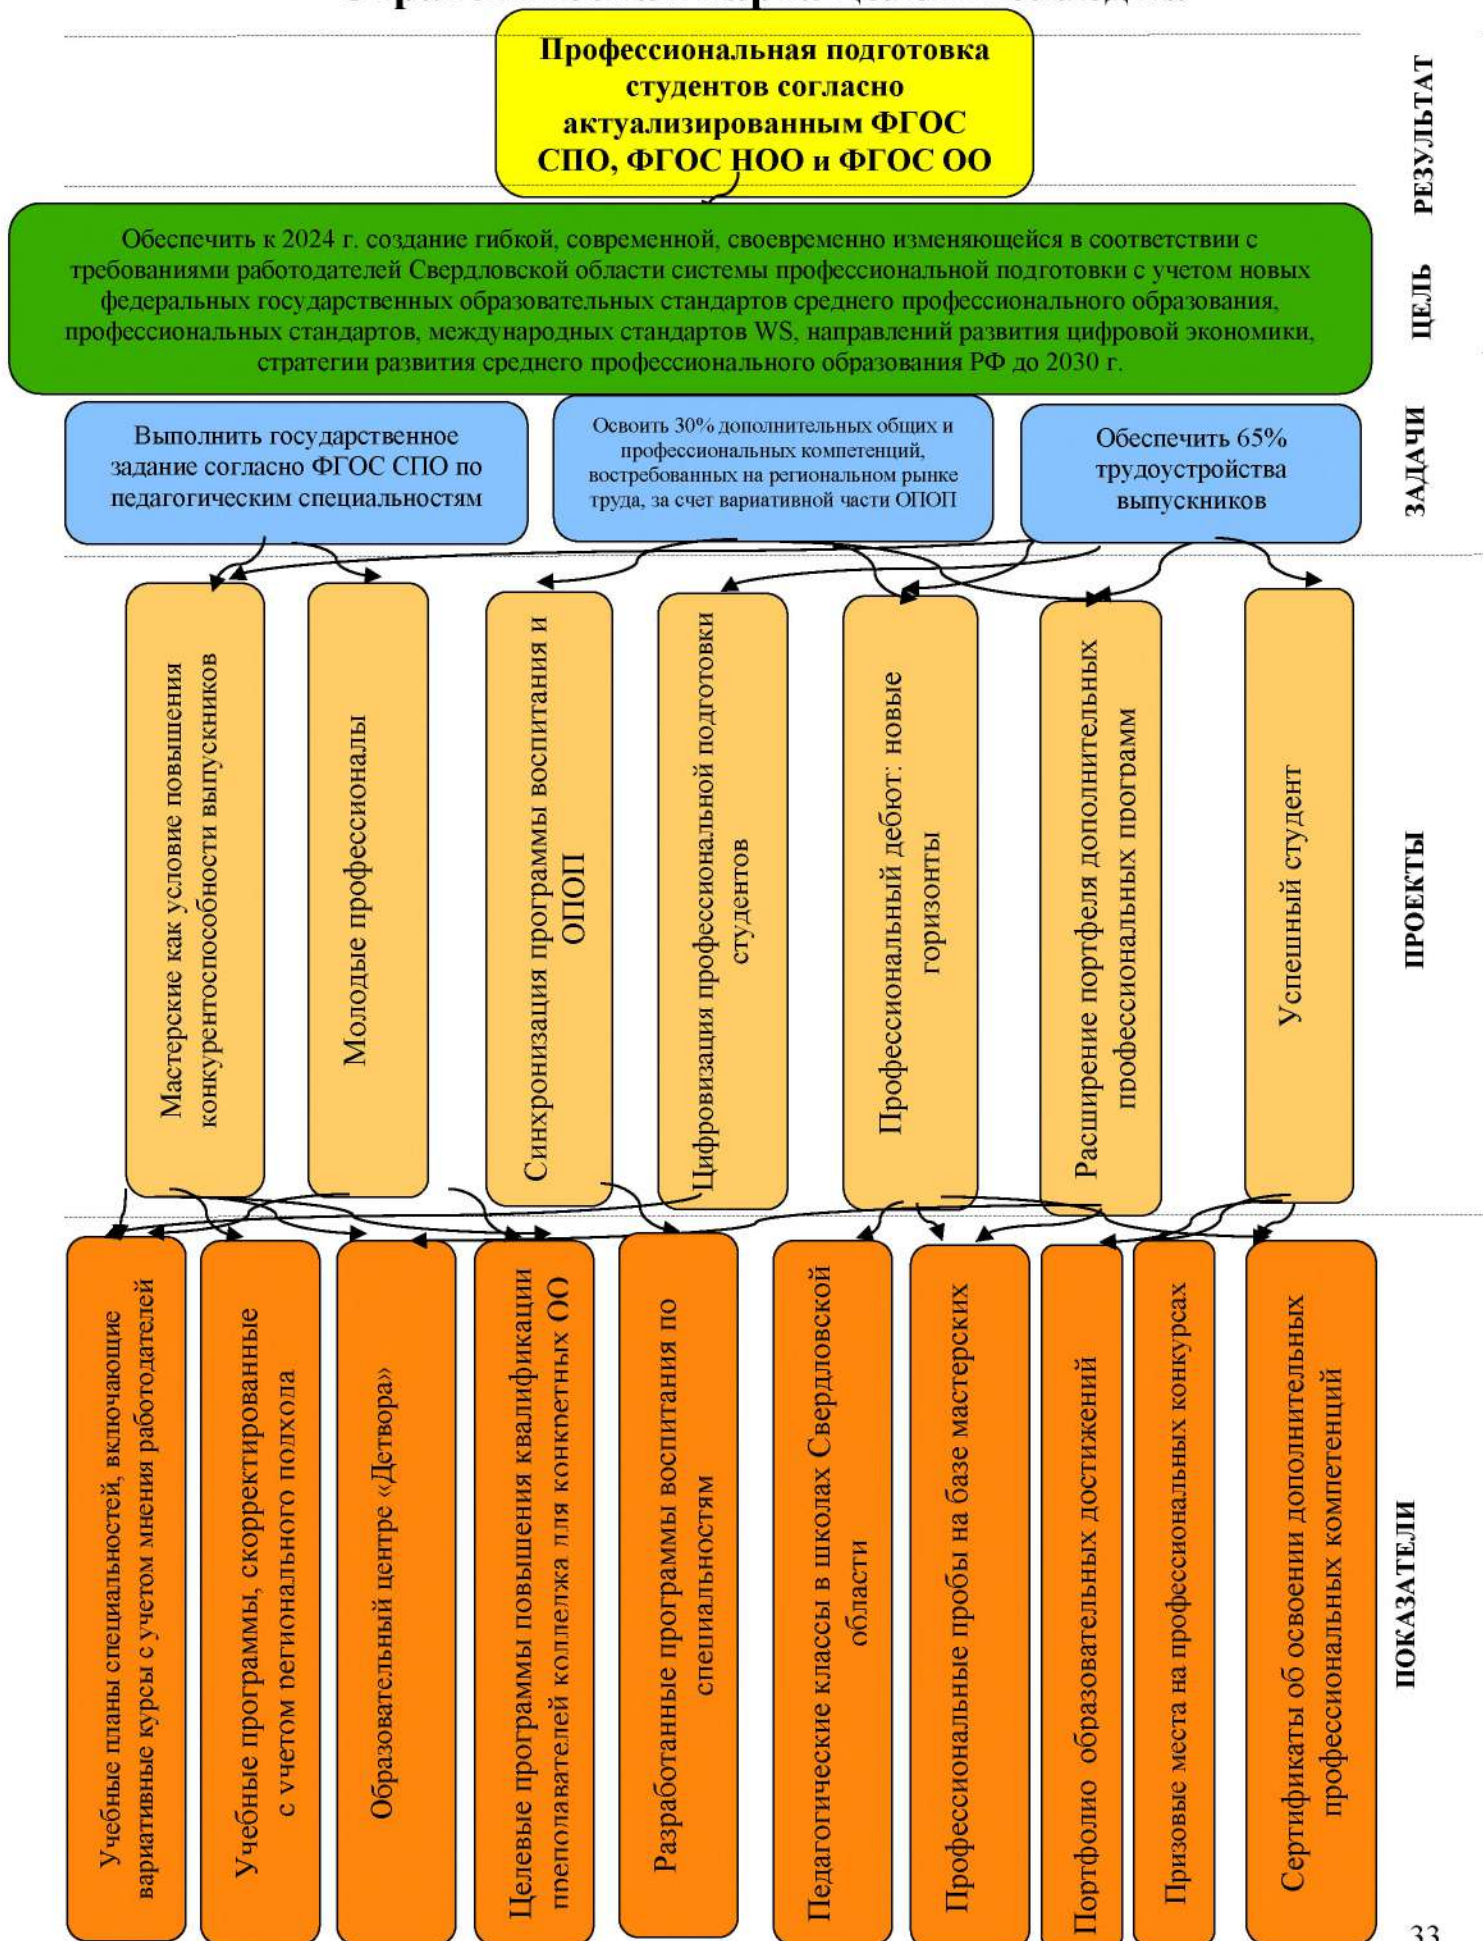 Профессиональная подготовка
студентов согласно
актуализированным ФГОС
СПО, ФГОС НОО и ФГОС ОО
РЕЗУЛЬТАТ
Обеспечить к 2024 г. создание гибкой, современной, своевременно изменяющейся в соответствии с
требованиями работодателей Свердловской области системы профессиональной подготовки с учетом новых
федеральных государственных образовательных стандартов среднего профессионального образования,
профессиональных стандартов, международных стандартов WS, направлений развития цифровой экономики,
стратегии развития среднего профессионального образования РФ до 2030 г.
ЦЕЛЬ
Выполнить государственное
задание согласно ФГОС СПО по
педагогическим специальностям
Освоить 30% дополнительных общих и
профессиональных компетенций,
востребованных на региональном рынке
труда, за счет вариативной части ОПОП
Обеспечить 65%
трудоустройства
выпускников
ЗАДАЧИ
Мастерские как условие повышения
конкурентоспособности выпускников
Молодые профессионалы
Синхронизация программы воспитания и
ОПОП
Цифровизация профессиональной подготовки
студентов
Профессиональный дебют: новые
горизонты
Расширение портфеля дополнительных
профессиональных программ
Успешный студент
ПРОЕКТЫ
Учебные планы специальностей, включающие
вариативные курсы с учетом мнения работодателей
Учебные программы, скорректированные
с учетом регионального подхода
Образовательный центре «Детвора»
Целевые программы повышения квалификации
преподавателей колледжа для конкретных ОО
Разработанные программы воспитания по
специальностям
Педагогические классы в школах Свердловской
области
Профессиональные пробы на базе мастерских
Портфолио образовательных достижений
Призовые места на профессиональных конкурсах
Сертификаты об освоении дополнительных
профессиональных компетенций
ПОКАЗАТЕЛИ
33